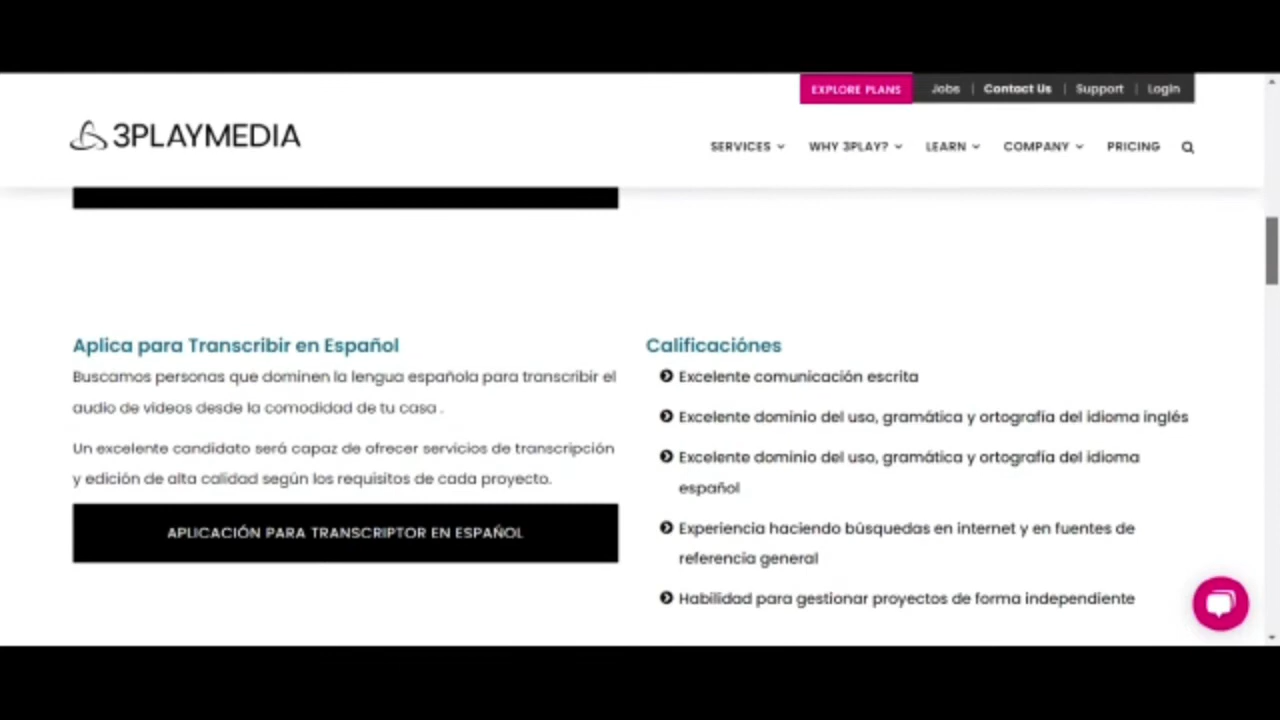 EXPLORE PLANS Jobs | Contact Us | Support | Login
3PLAYMEDIA
SERVICES WHY 3PLAY? LEARN COMPANY PRICING
Aplica para Transcribir en Español
Buscamos personas que dominen la lengua española para transcribir el
audio de vídeos desde la comodidad de tu casa .
Un excelente candidato será capaz de ofrecer servicios de transcripción
y edición de alta calidad según los requisitos de cada proyecto.
APLICACIÓN PARA TRANSCRIPTOR EN ESPAÑOL
Calificaciónes
Excelente comunicación escrita
Excelente dominio del uso, gramática y ortografía del idioma inglés
Excelente dominio del uso, gramática y ortografía del idioma
español
Experiencia haciendo búsquedas en internet y en fuentes de
referencia general
Habilidad para gestionar proyectos de forma independiente